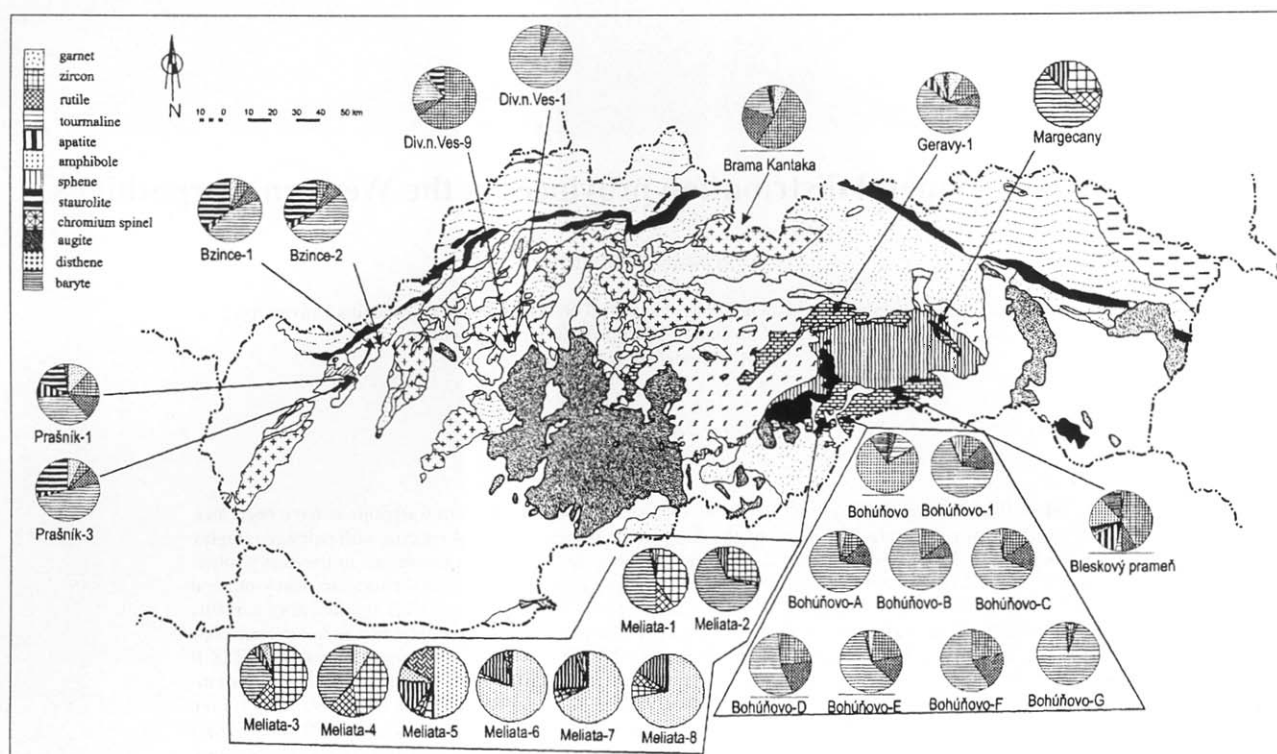 garnet
zircon
rutile
tourmaline
apatite
amphibole
sphene
staurolite
chromium spinel
augite
disthene
baryte
N
10 0 10 20 30 40 50 km
Div.n.Ves-1
Div.n.Ves-9
Brama Kantaka
Geravy-1
Margecany
Bzince-1
Bzince-2
Prašník-1
Prašník-3
Bohúňovo
Bohúňovo-1
Bleskový prameň
Bohúňovo-A
Bohúňovo-B
Bohúňovo-C
Meliata-1
Meliata-2
Bohúňovo-D
Bohúňovo-E
Bohúňovo-F
Bohúňovo-G
Meliata-3
Meliata-4
Meliata-5
Meliata-6
Meliata-7
Meliata-8